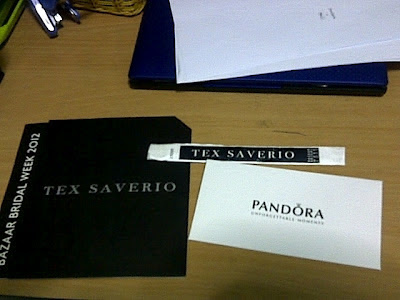 BAZAAR BRIDAL WEEK 2012
TEX SAVERIO
TEX SAVERIO
PANDORA
UNFORGETTABLE MOMENTS